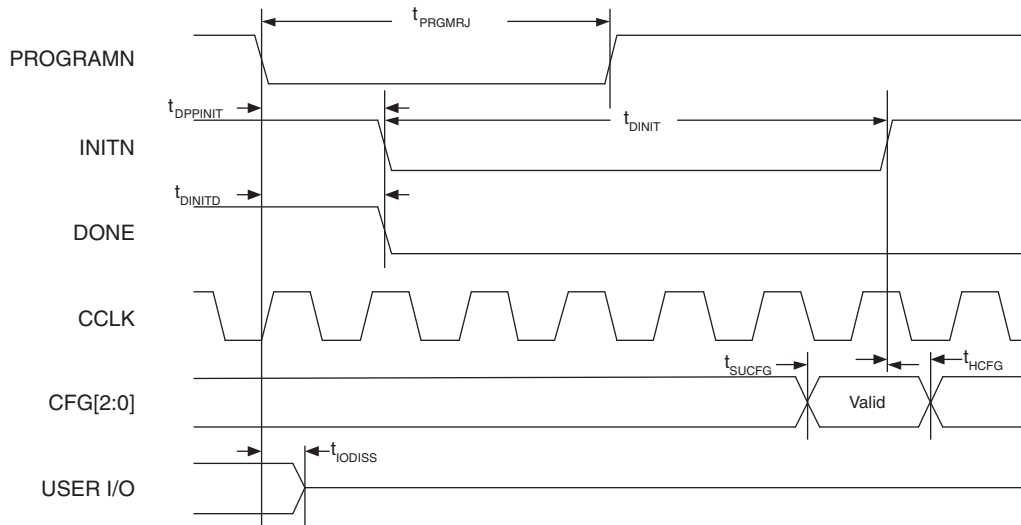 tPRGMRJ
PROGRAMN
tDPPINIT
tDINIT
INITN
tDINITD
DONE
CCLK
tSUCFG
tHCFG
CFG[2:0]
Valid
tIODISS
USER I/O